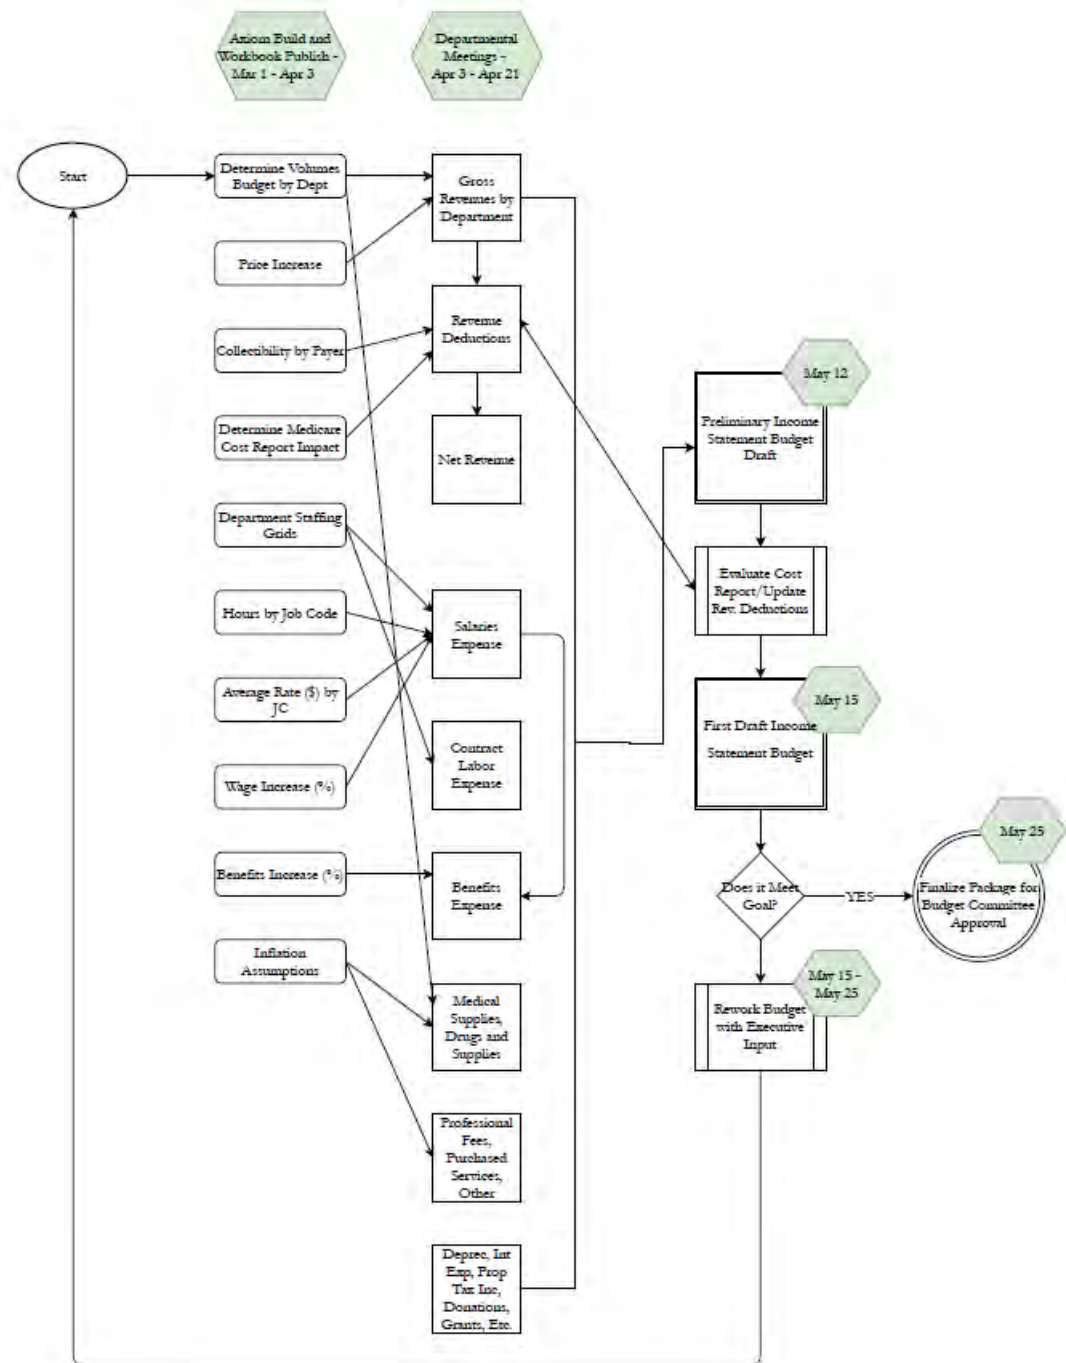 Axiom Build and
Workbook Publish -
Mar 1 - Apr 3
Departmental
Meetings -
Apr 3 - Apr 21
Start
Determine Volumes
Budget by Dept
Gross
Revenues by
Department
Price Increase
Revenue
Deductions
Collectibility by Payer
May 12
Preliminary Income
Statement Budget
Draft
Determine Medicare
Cost Report Impact
Net Revenue
Department Staffing
Grids
Evaluate Cost
Report/Update
Rev. Deductions
Hours by Job Code
Salaries
Expense
Average Rate ($) by
JC
May 15
First Draft Income
Statement Budget
Contract
Labor
Expense
Wage Increase (%)
May 25
Benefits Increase (%)
Benefits
Expense
Does it Meet
Goal?
YES
Finalize Package for
Budget Committee
Approval
Inflation
Assumptions
May 15 -
May 25
Medical
Supplies,
Drugs and
Supplies
Rework Budget
with Executive
Input
Professional
Fees,
Purchased
Services,
Other
Deprec, Int
Exp, Prop
Tax Inc,
Donations,
Grants, Etc.